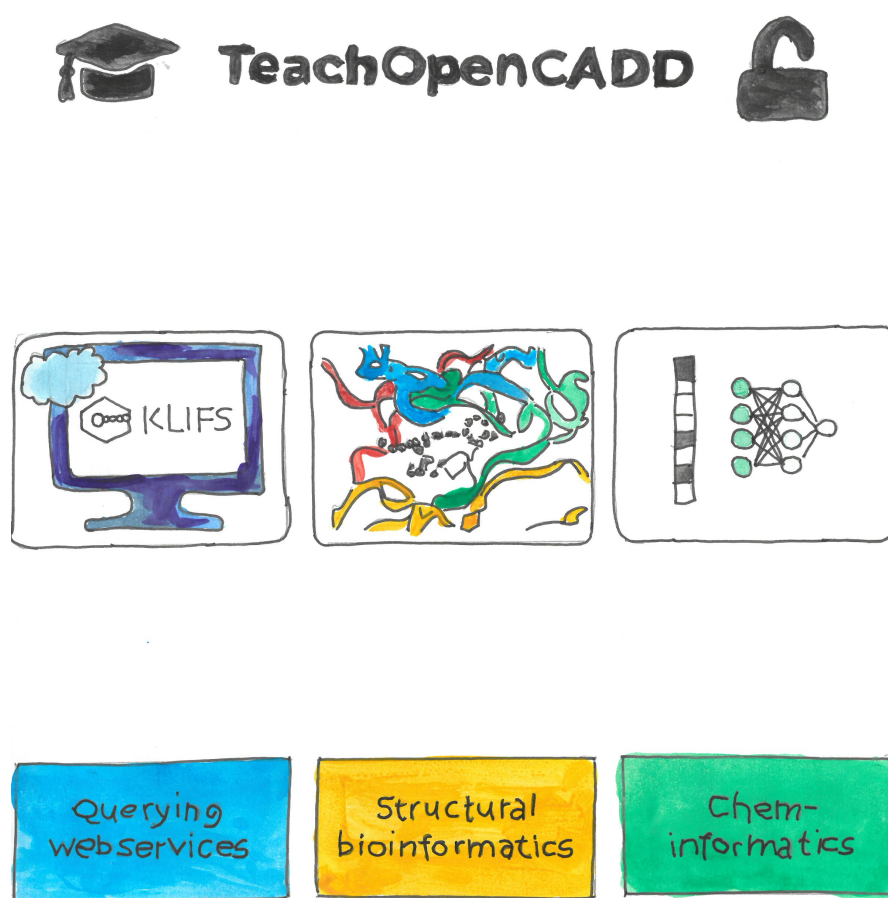 TeachOpenCADD
KLIFS
Querying
webservices
Structural
bioinformatics
Chem-
informatics